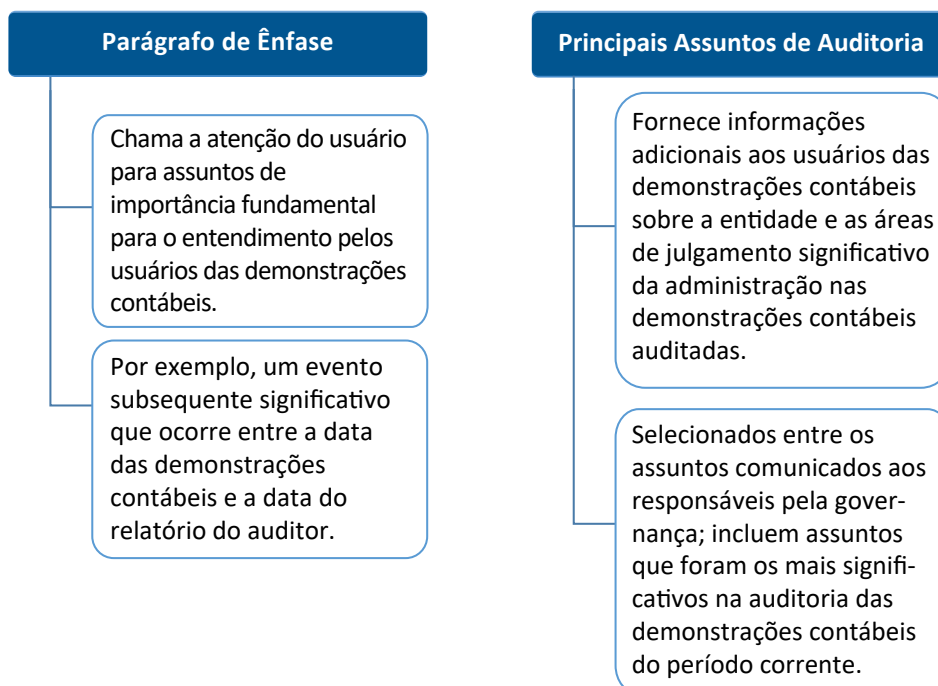 Parágrafo de Ênfase
Chama a atenção do usuário
para assuntos de
importância fundamental
para o entendimento pelos
usuários das demonstrações
contábeis.
Por exemplo, um evento
subsequente significativo
que ocorre entre a data
das demonstrações
contábeis e a data do
relatório do auditor.
Principais Assuntos de Auditoria
Fornece informações
adicionais aos usuários das
demonstrações contábeis
sobre a entidade e as áreas
de julgamento significativo
da administração nas
demonstrações contábeis
auditadas.
Selecionados entre os
assuntos comunicados aos
responsáveis pela gover-
nança; incluem assuntos
que foram os mais signifi-
cativos na auditoria das
demonstrações contábeis
do período corrente.